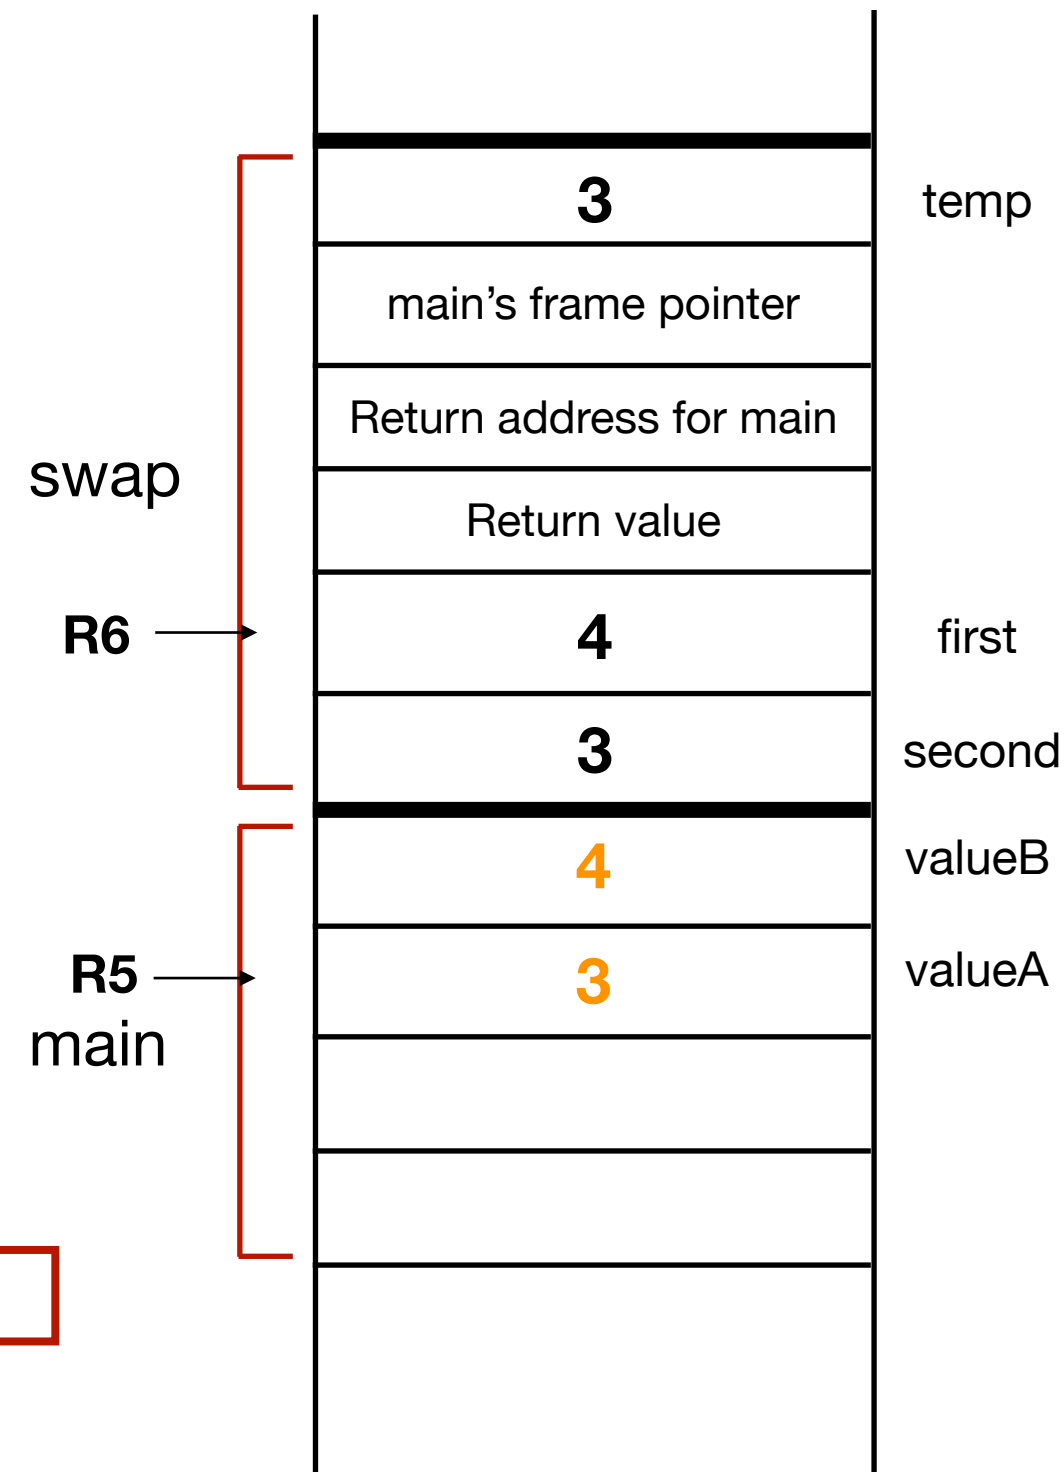 3 temp
main’s frame pointer
Return address for main
swap
Return value
R6 4 first
3 second
4 valueB
R5 3 valueA
main